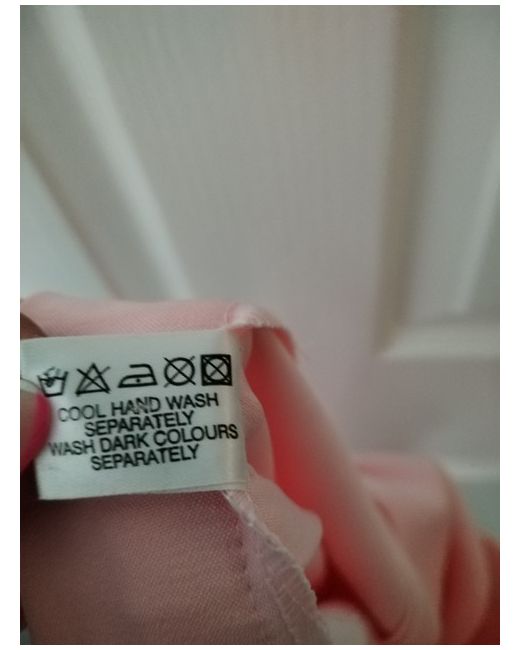 COOL HAND WASH
SEPARATELY
WASH DARK COLOURS
SEPARATELY